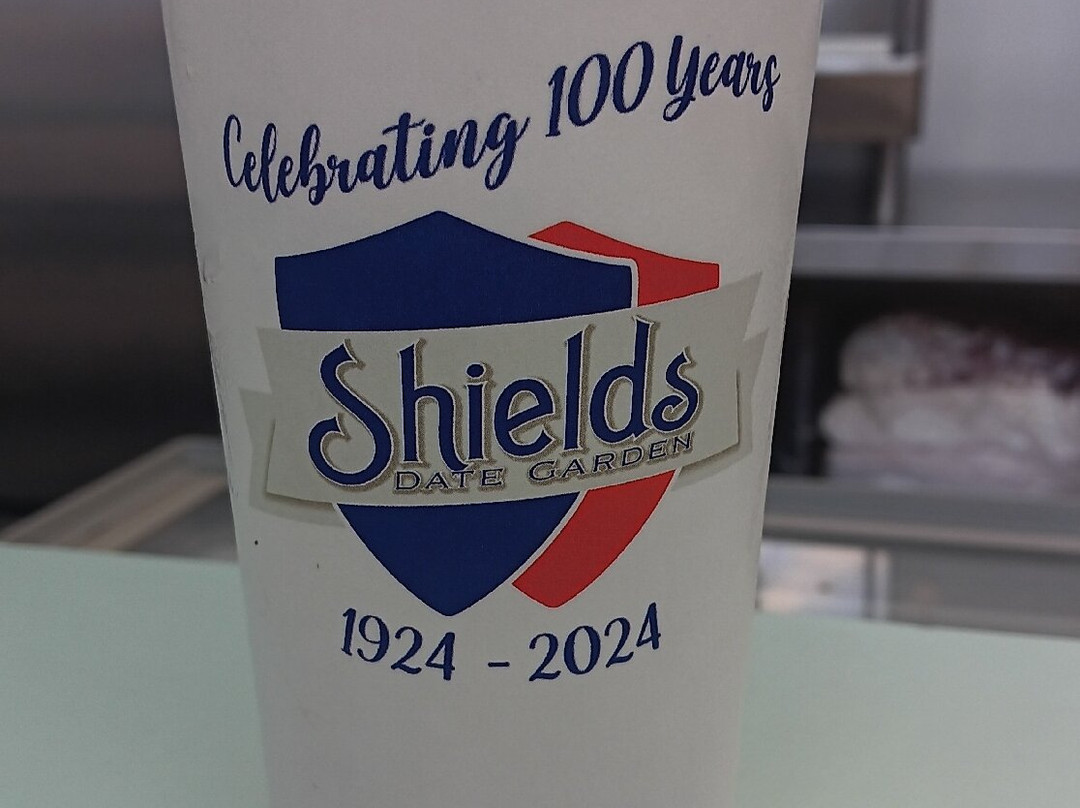 Celebrating 100 Years
Shields
DATE GARDEN
1924 - 2024